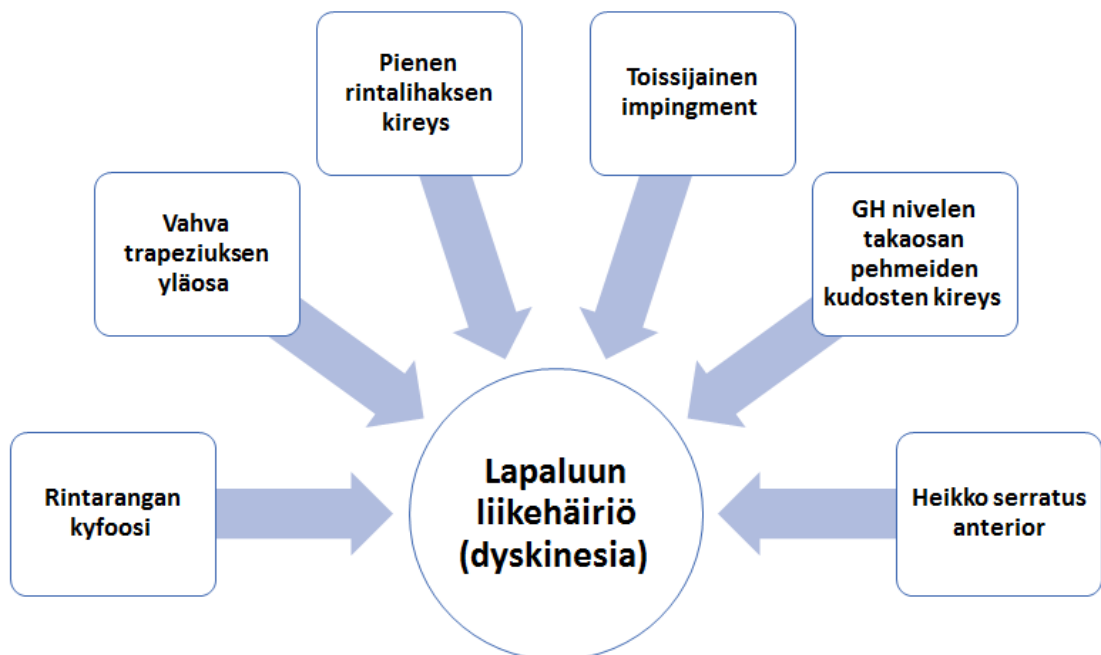 Rintarangan
kyfoosi
Vahva
trapeziuksen
yläosa
Pienen
rintalihaksen
kireys
Toissijainen
impingment
GH nivelen
takaosan
pehmeiden
kudosten kireys
Heikko serratus
anterior
Lapaluun
liikehäiriö
(dyskinesia)